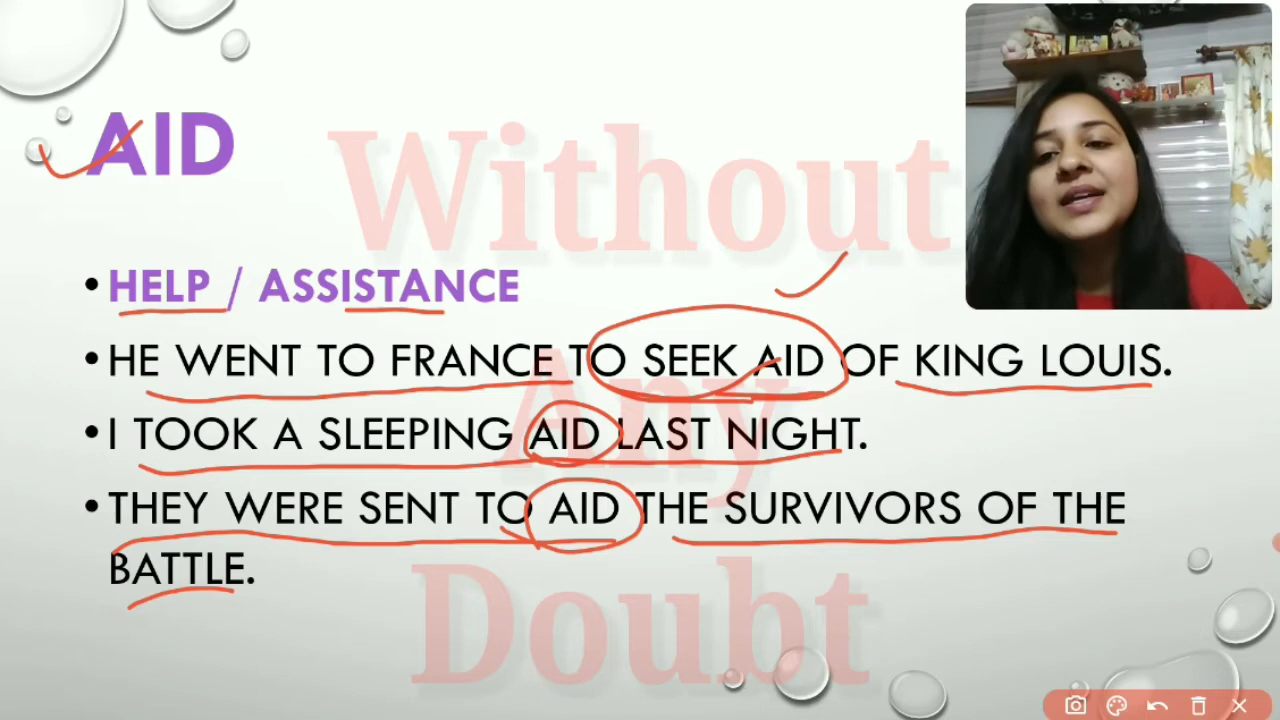 AID
Without
• HELP / ASSISTANCE
• HE WENT TO FRANCE TO SEEK AID OF KING LOUIS.
Any
• I TOOK A SLEEPING AID LAST NIGHT.
• THEY WERE SENT TO AID THE SURVIVORS OF THE
BATTLE.
Doubt